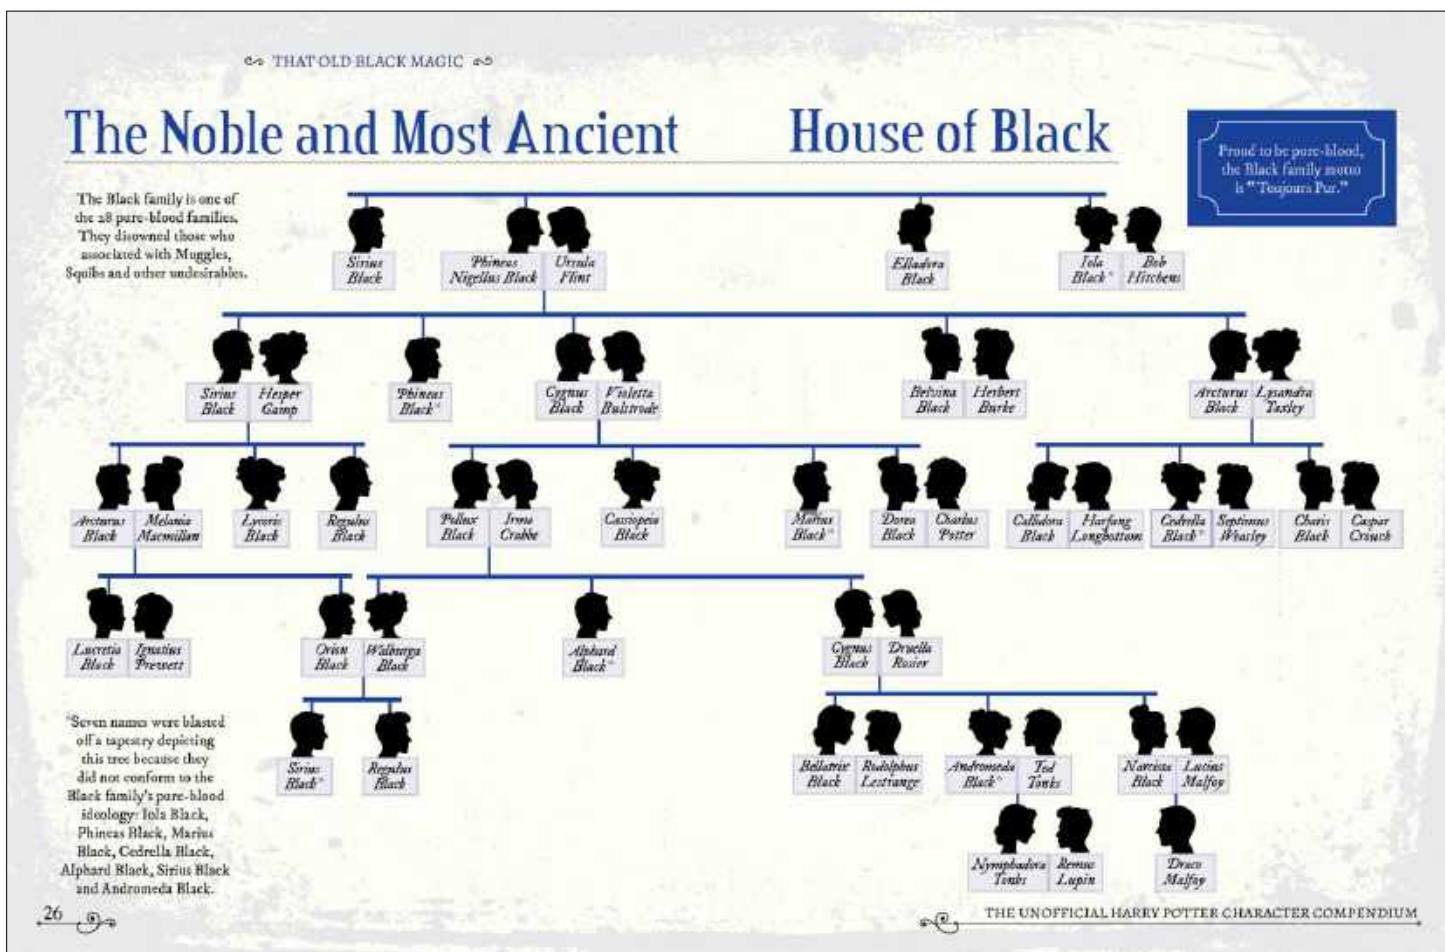 THAT OLD BLACK MAGIC
The Noble and Most Ancient House of Black
Proud to be pure-blood,
the Black family motto
is "Toujours Pur."
The Black family is one of
the 28 pure-blood families.
They disowned those who
associated with Muggles,
Squibs and other undesirables.
Sirius
Black
Phineas
Nigellus Black
Ursula
Flint
Elladora
Black
Iola
Black*
Bob
Hitchens
Sirius
Black
Hesper
Gamp
Phineas
Black*
Cygnus
Black
Violetta
Bulstrode
Belvina
Black
Herbert
Burke
Arcturus
Black
Lysandra
Yaxley
Arcturus
Black
Melania
Macmillan
Lycoris
Black
Regulus
Black
Pollux
Black
Irma
Crabbe
Cassiopeia
Black
Marius
Black*
Dorea
Black
Charlus
Potter
Callidora
Black
Harfang
Longbottom
Cedrella
Black*
Septimus
Weasley
Charis
Black
Caspar
Crouch
Lucretia
Black
Ignatius
Prewett
Orion
Black
Walburga
Black
Alphard
Black*
Cygnus
Black
Druella
Rosier
Sirius
Black*
Regulus
Black
Bellatrix
Black
Rodolphus
Lestrange
Andromeda
Black*
Ted
Tonks
Narcissa
Black
Lucius
Malfoy
Nymphadora
Tonks
Remus
Lupin
Draco
Malfoy
*Seven names were blasted
off a tapestry depicting
this tree because they
did not conform to the
Black family's pure-blood
ideology: Iola Black,
Phineas Black, Marius
Black, Cedrella Black,
Alphard Black, Sirius Black
and Andromeda Black.
26
THE UNOFFICIAL HARRY POTTER CHARACTER COMPENDIUM